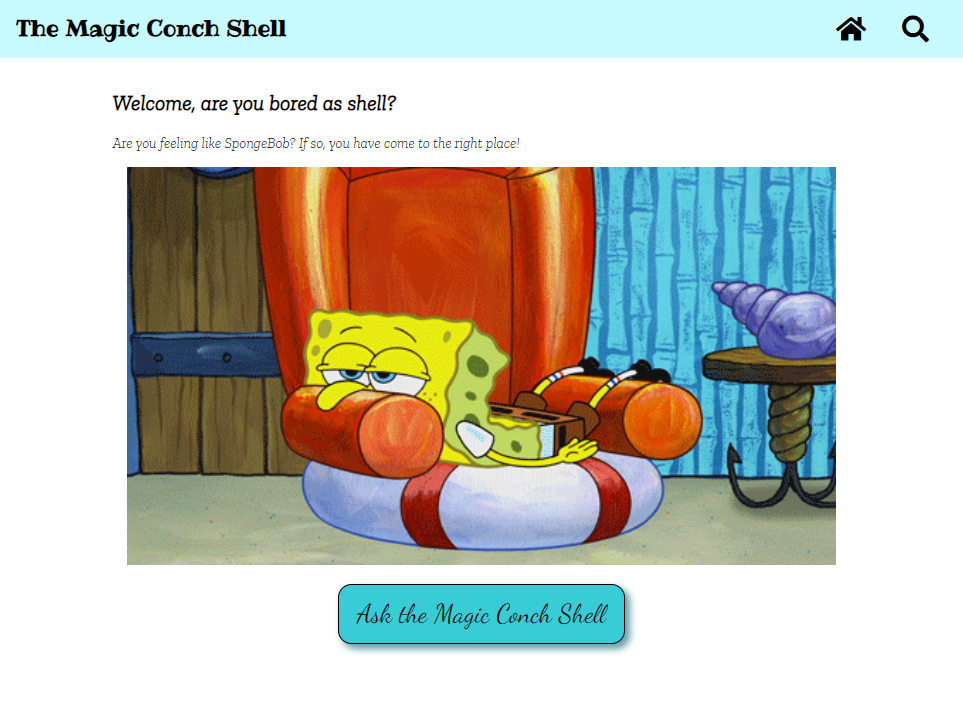 The Magic Conch Shell
Welcome, are you bored as shell?
Are you feeling like SpongeBob? If so, you have come to the right place!
Ask the Magic Conch Shell